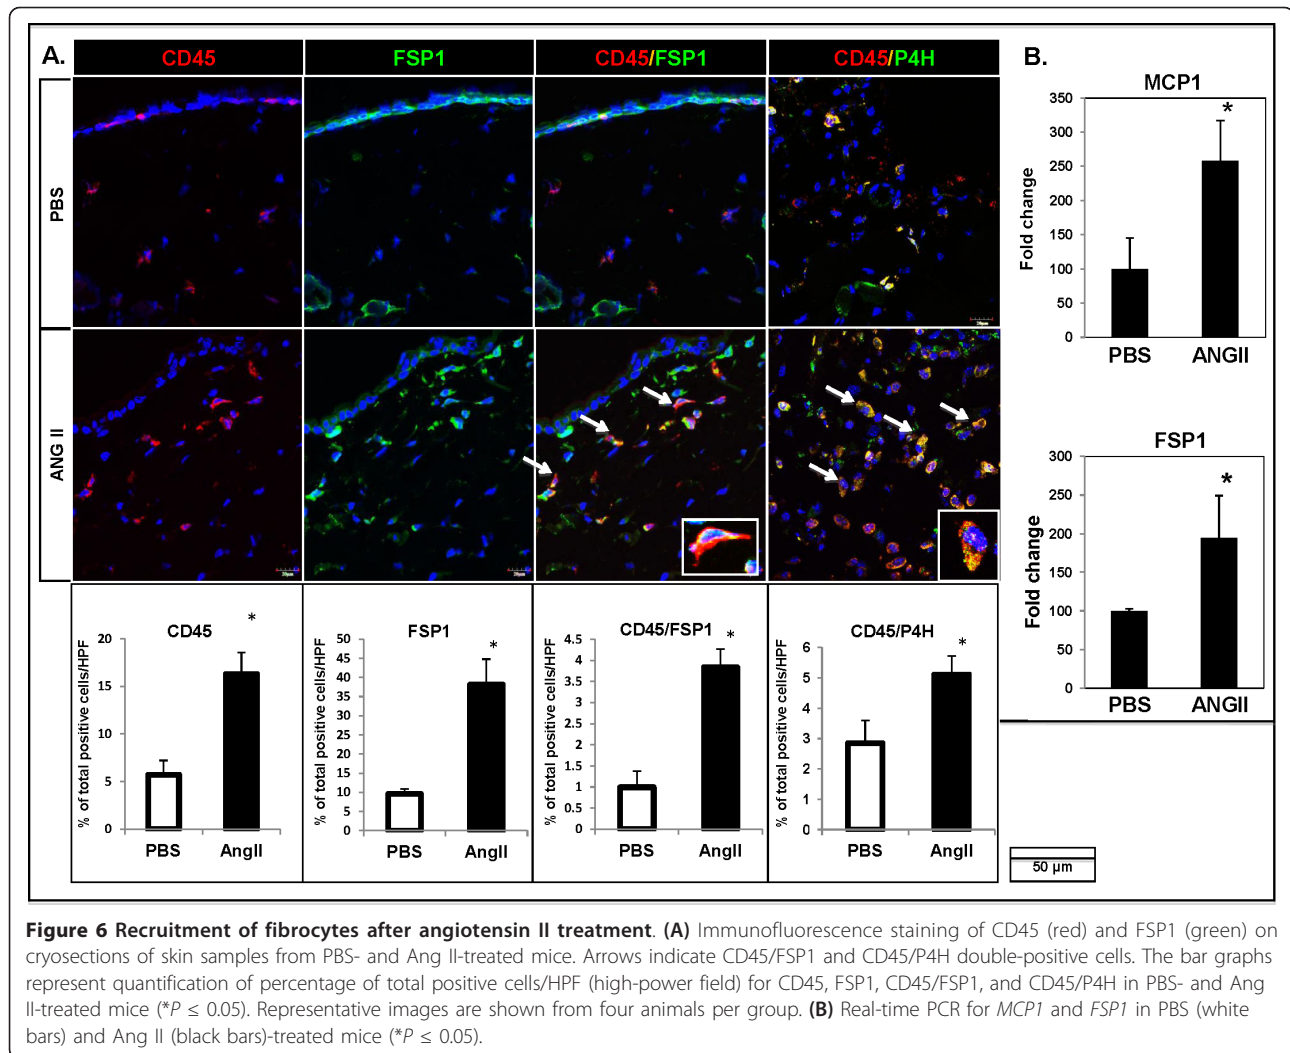 A.
CD45
FSP1
CD45/FSP1
CD45/P4H
PBS
ANG II
20µm
20µm
20µm
CD45
% of total positive cells/HPF
20
15
10
5
0
*
PBS AngII
FSP1
% of total positive cells/HPF
50
45
40
35
30
25
20
15
10
5
0
*
PBS AngII
CD45/FSP1
% of total positive cells/HPF
4.5
4
3.5
3
2.5
2
1.5
1
0.5
0
*
PBS AngII
CD45/P4H
% of total positive cells/HPF
6
5
4
3
2
1
0
*
PBS AngII
B.
MCP1
Fold change
350
300
250
200
150
100
50
0
*
PBS ANGII
FSP1
Fold change
300
250
200
150
100
50
0
*
PBS ANGII
50 µm
Figure 6 Recruitment of fibrocytes after angiotensin II treatment. (A) Immunofluorescence staining of CD45 (red) and FSP1 (green) on
cryosections of skin samples from PBS- and Ang II-treated mice. Arrows indicate CD45/FSP1 and CD45/P4H double-positive cells. The bar graphs
represent quantification of percentage of total positive cells/HPF (high-power field) for CD45, FSP1, CD45/FSP1, and CD45/P4H in PBS- and Ang
II-treated mice (*P ≤ 0.05). Representative images are shown from four animals per group. (B) Real-time PCR for MCP1 and FSP1 in PBS (white
bars) and Ang II (black bars)-treated mice (*P ≤ 0.05).